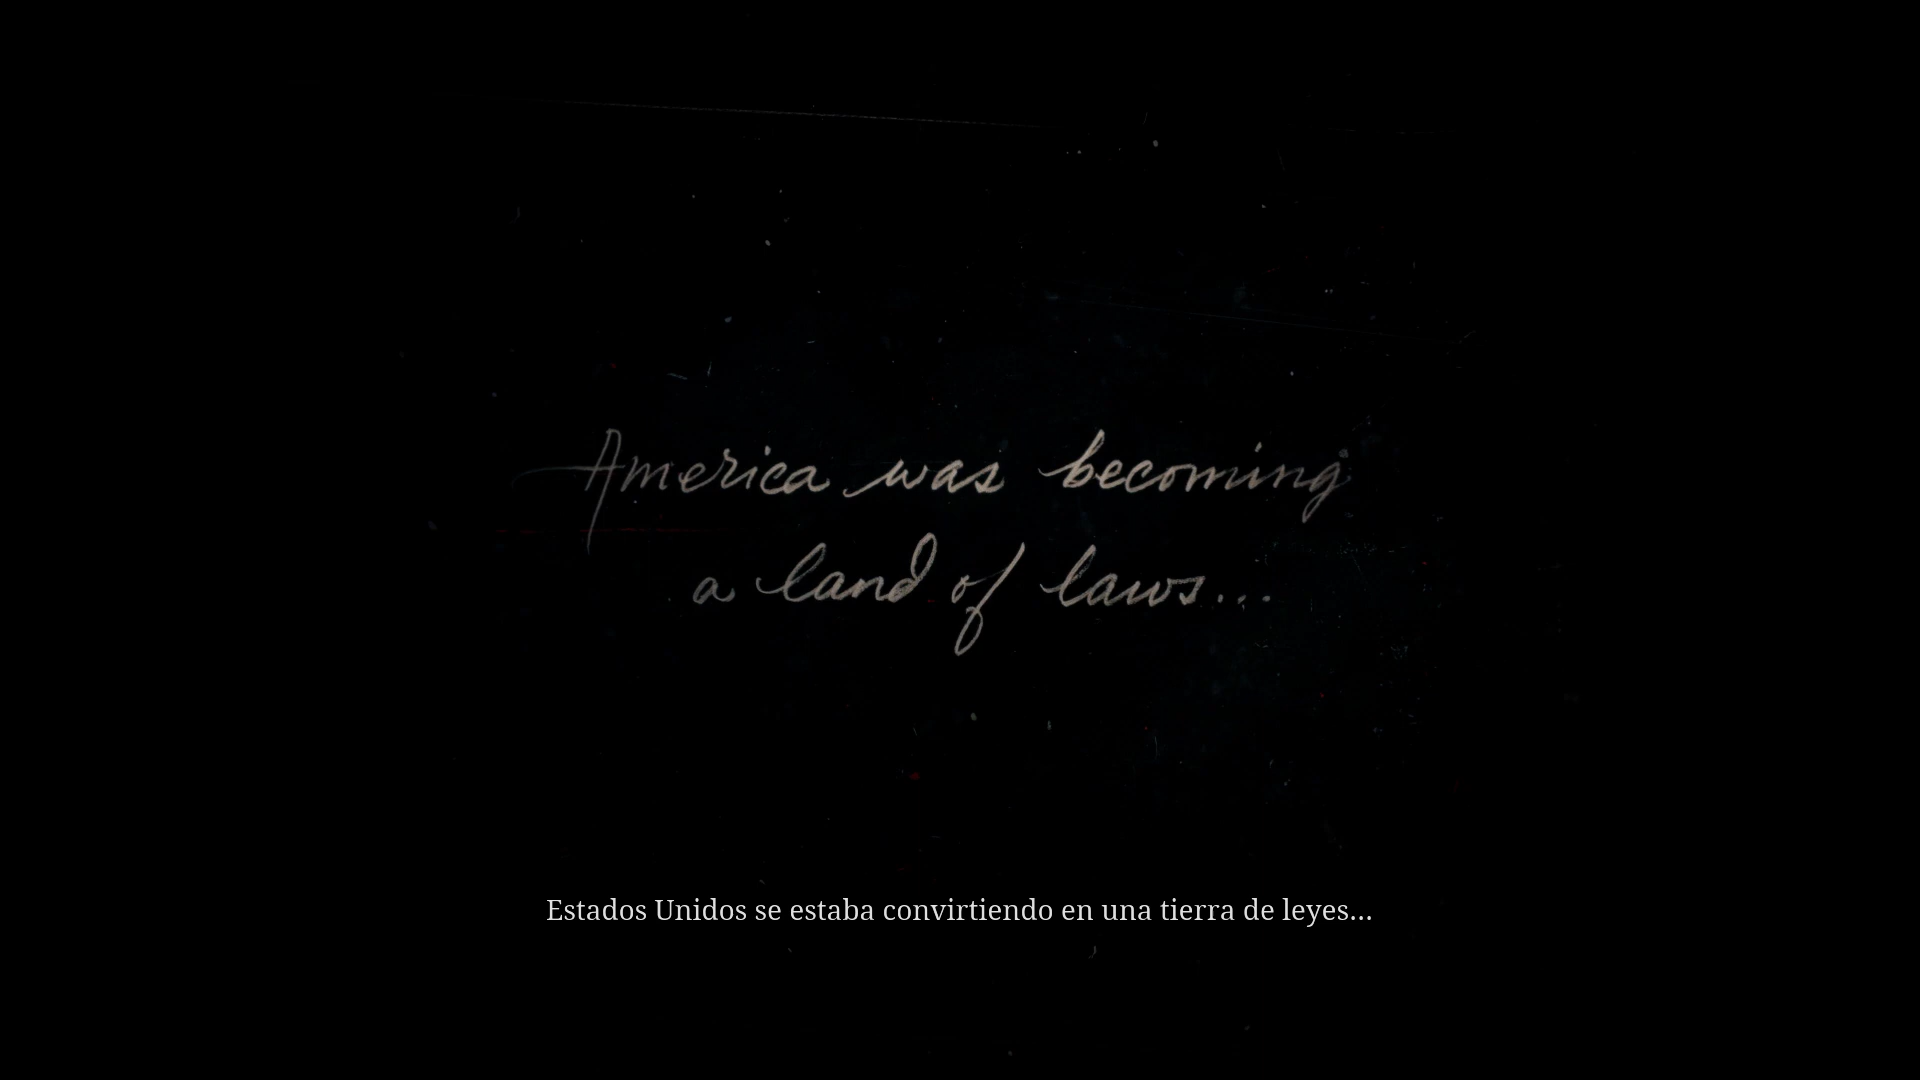 America was becoming
a land of laws...
Estados Unidos se estaba convirtiendo en una tierra de leyes...